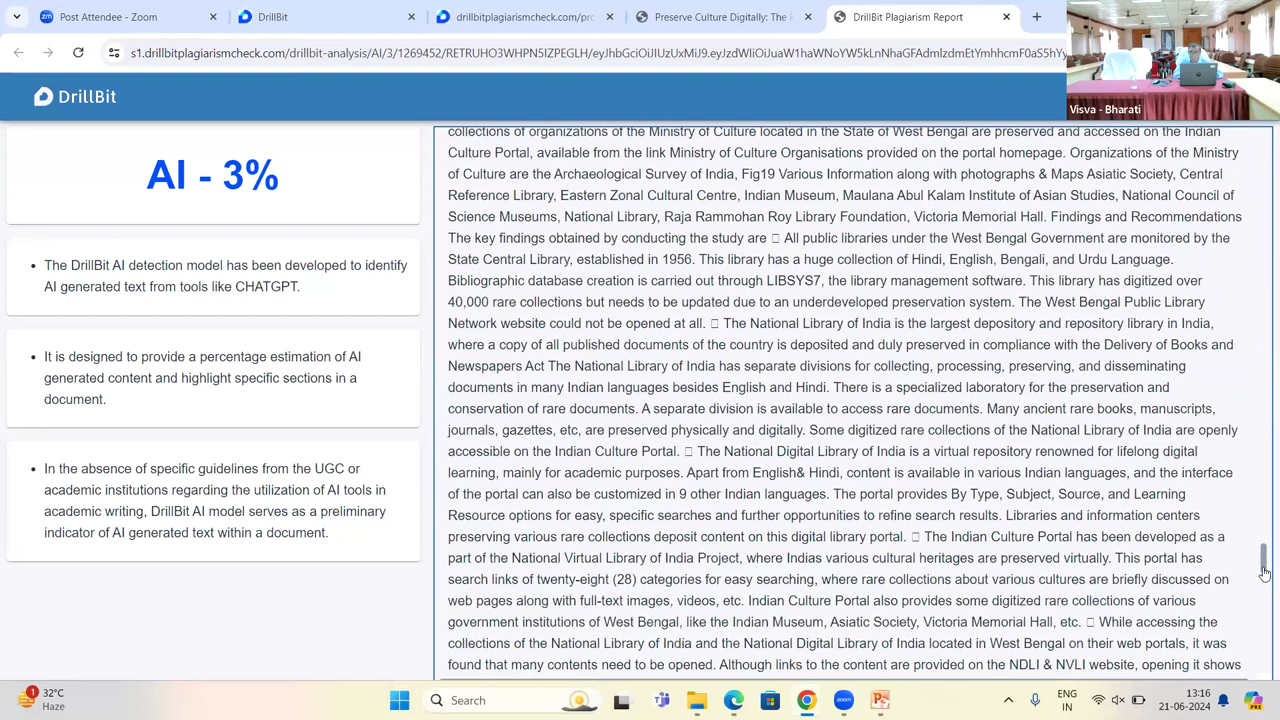 Post Attendee - Zoom
DrillBit
drillbitplagiarismcheck.com/pro
Preserve Culture Digitally: The R
DrillBit Plagiarism Report
s1.drillbitplagiarismcheck.com/drillbit-analysis/AI/3/1269452/RETRUHO3WHPN5IZPEGLH/eyJhbGciOiJIUzUxMiJ9.eyJzdWIiOiJuaW1haWNoYW5kLnNhaGFAdmlzdmEtYmhhcmF0aS5hYy
Visva - Bharati
DrillBit
AI - 3%
The DrillBit AI detection model has been developed to identify
AI generated text from tools like CHATGPT.
It is designed to provide a percentage estimation of AI
generated content and highlight specific sections in a
document.
In the absence of specific guidelines from the UGC or
academic institutions regarding the utilization of AI tools in
academic writing, DrillBit AI model serves as a preliminary
indicator of AI generated text within a document.
collections of organizations of the Ministry of Culture located in the State of West Bengal are preserved and accessed on the Indian
Culture Portal, available from the link Ministry of Culture Organisations provided on the portal homepage. Organizations of the Ministry
of Culture are the Archaeological Survey of India, Fig19 Various Information along with photographs & Maps Asiatic Society, Central
Reference Library, Eastern Zonal Cultural Centre, Indian Museum, Maulana Abul Kalam Institute of Asian Studies, National Council of
Science Museums, National Library, Raja Rammohan Roy Library Foundation, Victoria Memorial Hall. Findings and Recommendations
The key findings obtained by conducting the study are  All public libraries under the West Bengal Government are monitored by the
State Central Library, established in 1956. This library has a huge collection of Hindi, English, Bengali, and Urdu Language.
Bibliographic database creation is carried out through LIBSYS7, the library management software. This library has digitized over
40,000 rare collections but needs to be updated due to an underdeveloped preservation system. The West Bengal Public Library
Network website could not be opened at all.  The National Library of India is the largest depository and repository library in India,
where a copy of all published documents of the country is deposited and duly preserved in compliance with the Delivery of Books and
Newspapers Act The National Library of India has separate divisions for collecting, processing, preserving, and disseminating
documents in many Indian languages besides English and Hindi. There is a specialized laboratory for the preservation and
conservation of rare documents. A separate division is available to access rare documents. Many ancient rare books, manuscripts,
journals, gazettes, etc, are preserved physically and digitally. Some digitized rare collections of the National Library of India are openly
accessible on the Indian Culture Portal.  The National Digital Library of India is a virtual repository renowned for lifelong digital
learning, mainly for academic purposes. Apart from English& Hindi, content is available in various Indian languages, and the interface
of the portal can also be customized in 9 other Indian languages. The portal provides By Type, Subject, Source, and Learning
Resource options for easy, specific searches and further opportunities to refine search results. Libraries and information centers
preserving various rare collections deposit content on this digital library portal.  The Indian Culture Portal has been developed as a
part of the National Virtual Library of India Project, where Indias various cultural heritages are preserved virtually. This portal has
search links of twenty-eight (28) categories for easy searching, where rare collections about various cultures are briefly discussed on
web pages along with full-text images, videos, etc. Indian Culture Portal also provides some digitized rare collections of various
government institutions of West Bengal, like the Indian Museum, Asiatic Society, Victoria Memorial Hall, etc.  While accessing the
collections of the National Library of India and the National Digital Library of India located in West Bengal on their web portals, it was
found that many contents need to be opened. Although links to the content are provided on the NDLI & NVLI website, opening it shows
1
32°C
Haze
Search
ENG
IN
13:16
21-06-2024